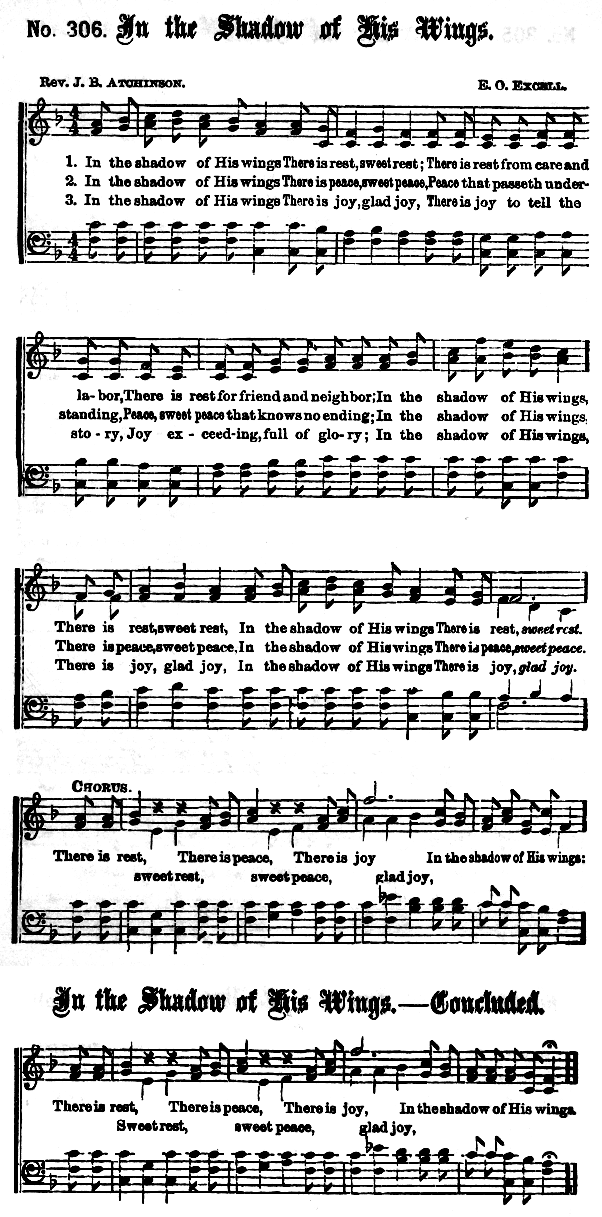 No. 306. In the Shadow of His Wings.
Rev. J. B. ATCHINSON.
E. O. EXCELL.
1. In the shadow of His wings There is rest, sweet rest; There is rest from care and
2. In the shadow of His wings There is peace, sweet peace, Peace that passeth under-
3. In the shadow of His wings There is joy, glad joy, There is joy to tell the
la-bor, There is rest for friend and neighbor; In the shadow of His wings,
standing, Peace, sweet peace that knows no ending; In the shadow of His wings,
sto-ry, Joy ex-ceed-ing, full of glo-ry; In the shadow of His wings,
There is rest, sweet rest, In the shadow of His wings There is rest, sweet rest.
There is peace, sweet peace, In the shadow of His wings There is peace, sweet peace.
There is joy, glad joy, In the shadow of His wings There is joy, glad joy.
CHORUS.
There is rest, There is peace, There is joy In the shadow of His wings:
sweet rest, sweet peace, glad joy,
In the Shadow of His Wings.—Concluded.
There is rest, There is peace, There is joy, In the shadow of His wings.
Sweet rest, sweet peace, glad joy,